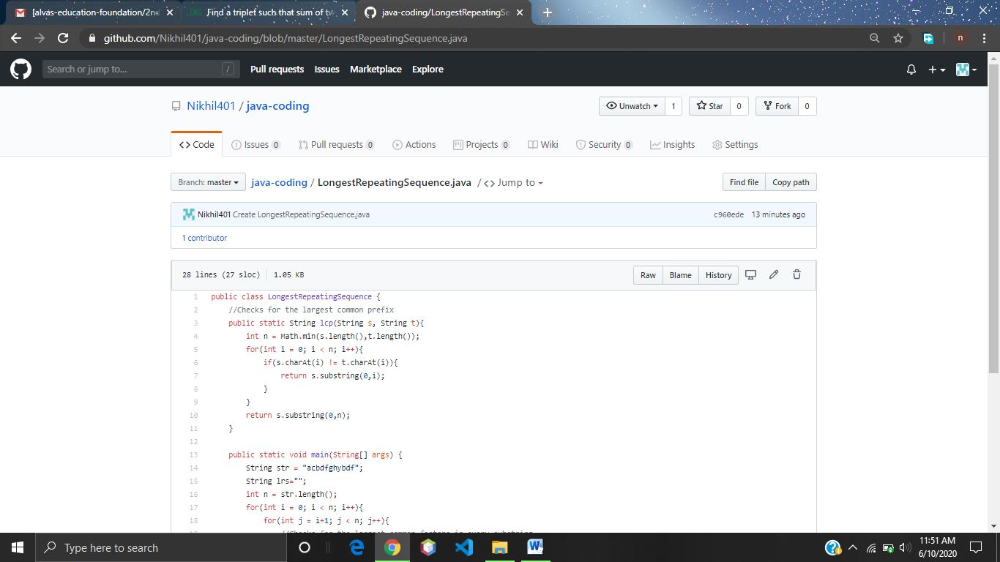 [alvas-education-foundation/2nd
Find a triplet such that sum of tw
java-coding/LongestRepeatingSe
github.com/Nikhil401/java-coding/blob/master/LongestRepeatingSequence.java
n
Search or jump to...
/
Pull requests Issues Marketplace Explore
Nikhil401 / java-coding
Unwatch 1 Star 0 Fork 0
<> Code Issues 0 Pull requests 0 Actions Projects 0 Wiki Security 0 Insights Settings
Branch: master java-coding / LongestRepeatingSequence.java / <> Jump to
Find file Copy path
Nikhil401 Create LongestRepeatingSequence.java
c960ede 13 minutes ago
1 contributor
28 lines (27 sloc) 1.05 KB
Raw Blame History
1 public class LongestRepeatingSequence {
2 //Checks for the largest common prefix
3 public static String lcp(String s, String t){
4 int n = Math.min(s.length(),t.length());
5 for(int i = 0; i < n; i++){
6 if(s.charAt(i) != t.charAt(i)){
7 return s.substring(0,i);
8 }
9 }
10 return s.substring(0,n);
11 }
12
13 public static void main(String[] args) {
14 String str = "acbdfghybdf";
15 String lrs="";
16 int n = str.length();
17 for(int i = 0; i < n; i++){
18 for(int j = i+1; j < n; j++){
Type here to search
11:51 AM
6/10/2020